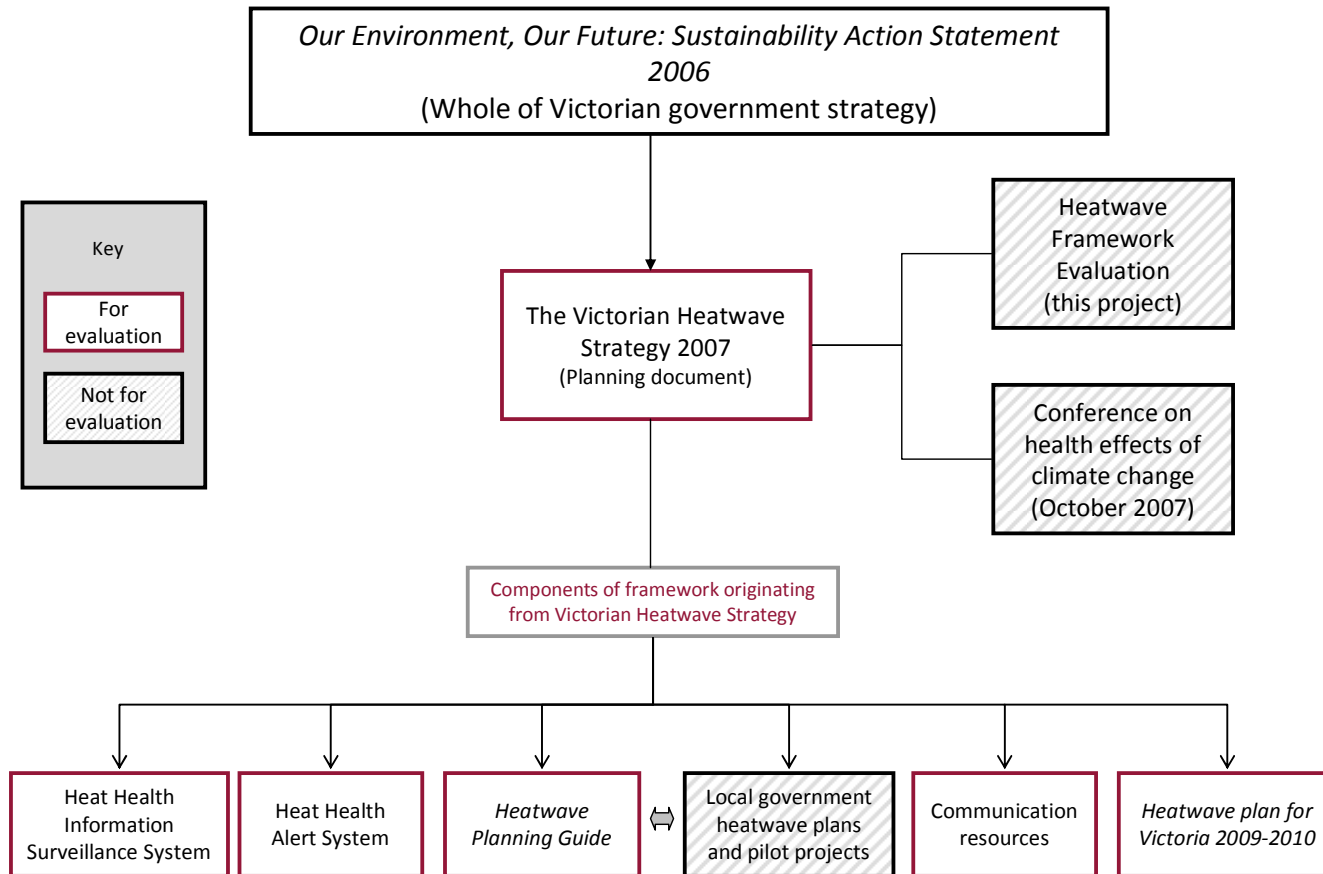 Our Environment, Our Future: Sustainability Action Statement
2006
(Whole of Victorian government strategy)
Key
For
evaluation
Not for
evaluation
The Victorian Heatwave
Strategy 2007
(Planning document)
Heatwave
Framework
Evaluation
(this project)
Conference on
health effects of
climate change
(October 2007)
Components of framework originating
from Victorian Heatwave Strategy
Heat Health
Information
Surveillance System
Heat Health
Alert System
Heatwave
Planning Guide
Local government
heatwave plans
and pilot projects
Communication
resources
Heatwave plan for
Victoria 2009-2010